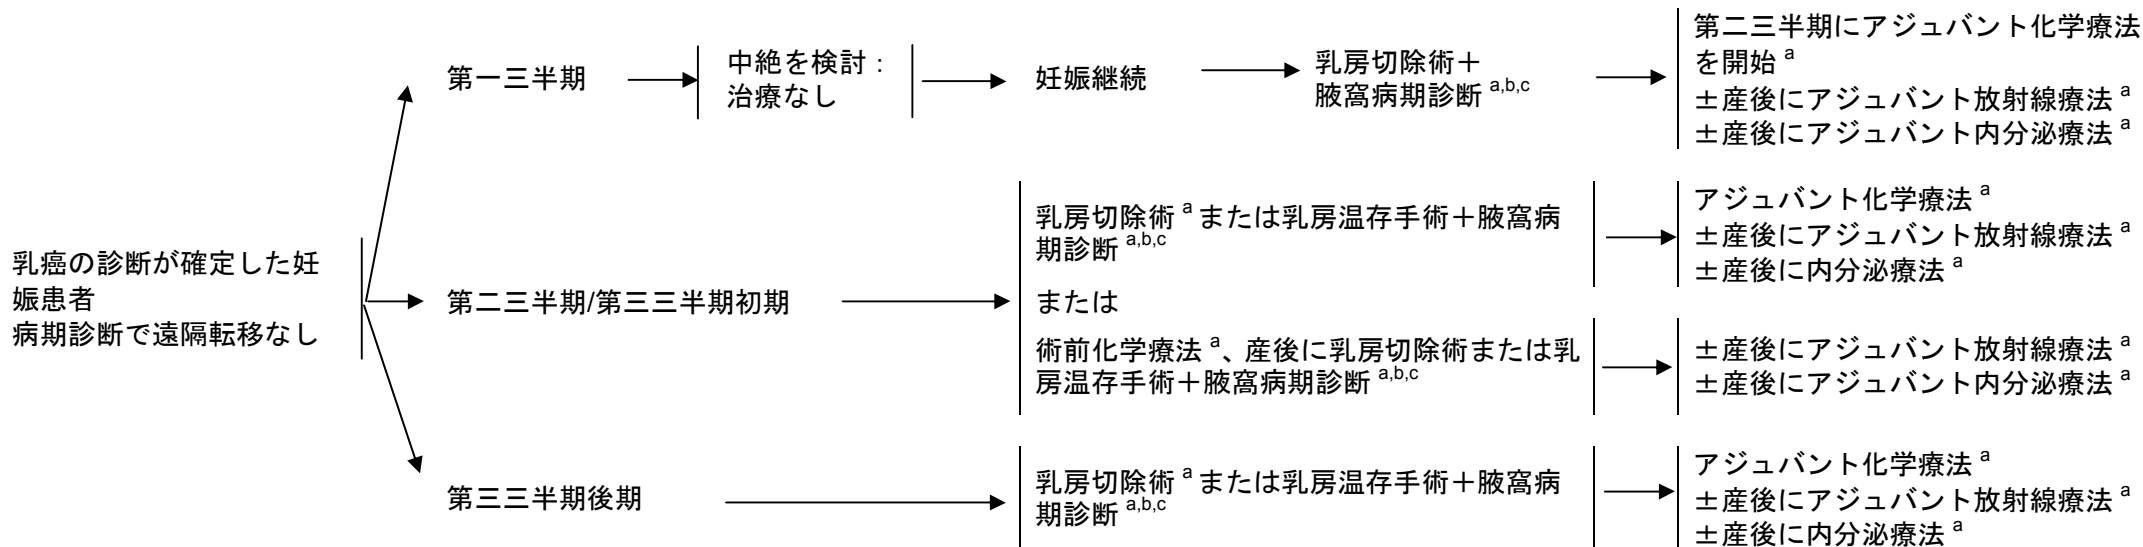 乳癌の診断が確定した妊
娠患者
病期診断で遠隔転移なし
第一三半期
中絶を検討：
治療なし
妊娠継続
乳房切除術＋
腋窩病期診断 a,b,c
第二三半期にアジュバント化学療法
を開始 a
±産後にアジュバント放射線療法 a
±産後にアジュバント内分泌療法 a
第二三半期/第三三半期初期
乳房切除術 a または乳房温存手術＋腋窩病
期診断 a,b,c
アジュバント化学療法 a
±産後にアジュバント放射線療法 a
±産後に内分泌療法 a
または
術前化学療法 a、産後に乳房切除術または乳
房温存手術＋腋窩病期診断 a,b,c
±産後にアジュバント放射線療法 a
±産後にアジュバント内分泌療法 a
第三三半期後期
乳房切除術 a または乳房温存手術＋腋窩病
期診断 a,b,c
アジュバント化学療法 a
±産後にアジュバント放射線療法 a
±産後に内分泌療法 a